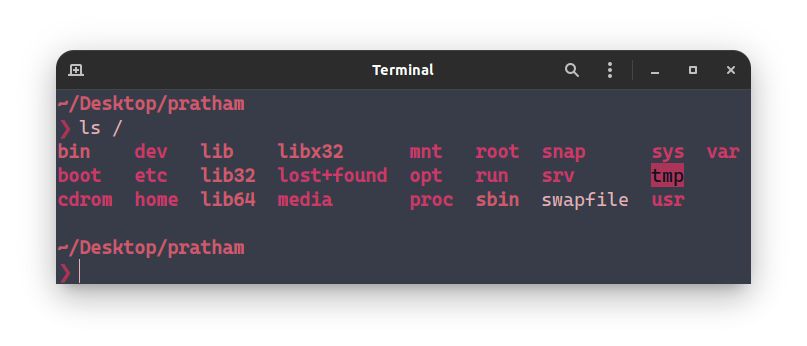 Terminal
~/Desktop/pratham
❯ ls /
bin    dev   lib    libx32      mnt   root  snap      sys  var
boot   etc   lib32  lost+found  opt   run   srv       tmp
cdrom  home  lib64  media       proc  sbin  swapfile  usr
~/Desktop/pratham
❯